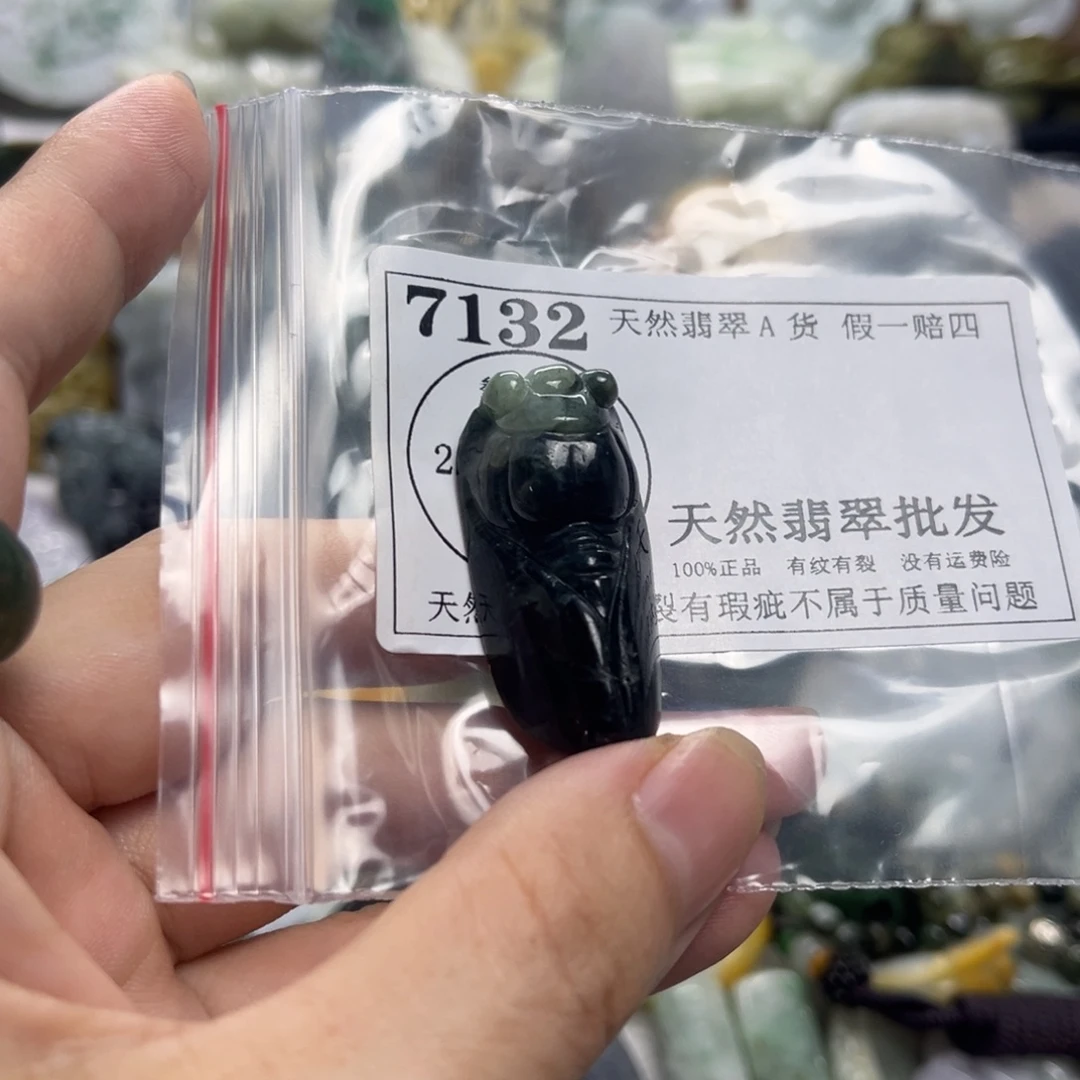 7132 天然翡翠A货 假一赔四
2
天然翡翠批发
100%正品 有纹有裂 没有运费险
天然 裂有瑕疵不属于质量问题